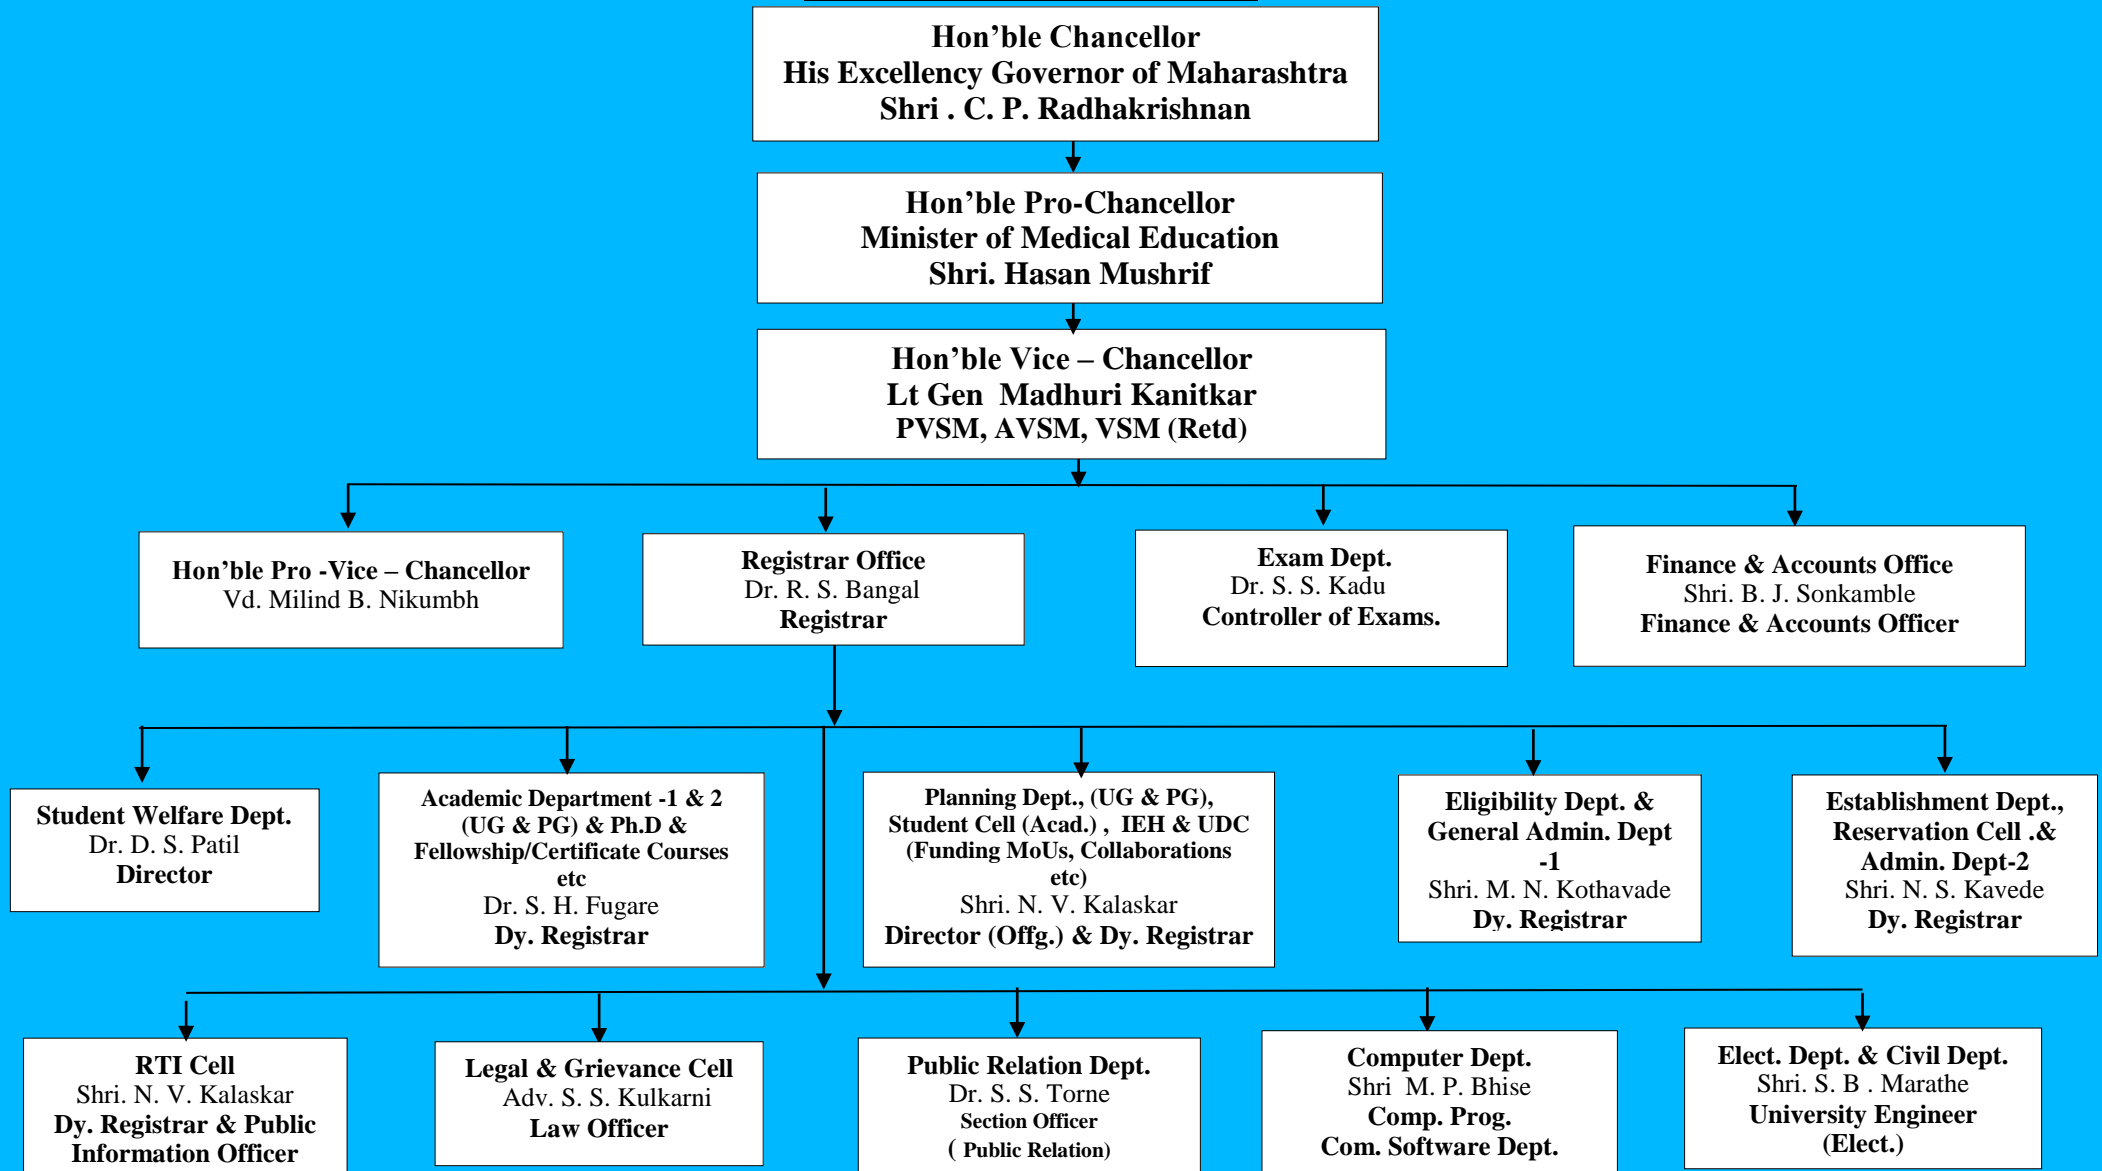 Hon’ble Chancellor
His Excellency Governor of Maharashtra
Shri . C. P. Radhakrishnan
Hon’ble Pro-Chancellor
Minister of Medical Education
Shri. Hasan Mushrif
Hon’ble Vice – Chancellor
Lt Gen Madhuri Kanitkar
PVSM, AVSM, VSM (Retd)
Hon’ble Pro -Vice – Chancellor
Vd. Milind B. Nikumbh
Registrar Office
Dr. R. S. Bangal
Registrar
Exam Dept.
Dr. S. S. Kadu
Controller of Exams.
Finance & Accounts Office
Shri. B. J. Sonkamble
Finance & Accounts Officer
Student Welfare Dept.
Dr. D. S. Patil
Director
Academic Department -1 & 2
(UG & PG) & Ph.D &
Fellowship/Certificate Courses
etc
Dr. S. H. Fugare
Dy. Registrar
Planning Dept., (UG & PG),
Student Cell (Acad.) , IEH & UDC
(Funding MoUs, Collaborations
etc)
Shri. N. V. Kalaskar
Director (Offg.) & Dy. Registrar
Eligibility Dept. &
General Admin. Dept
-1
Shri. M. N. Kothavade
Dy. Registrar
Establishment Dept.,
Reservation Cell .&
Admin. Dept-2
Shri. N. S. Kavede
Dy. Registrar
RTI Cell
Shri. N. V. Kalaskar
Dy. Registrar & Public
Information Officer
Legal & Grievance Cell
Adv. S. S. Kulkarni
Law Officer
Public Relation Dept.
Dr. S. S. Torne
Section Officer
( Public Relation)
Computer Dept.
Shri M. P. Bhise
Comp. Prog.
Com. Software Dept.
Elect. Dept. & Civil Dept.
Shri. S. B . Marathe
University Engineer
(Elect.)